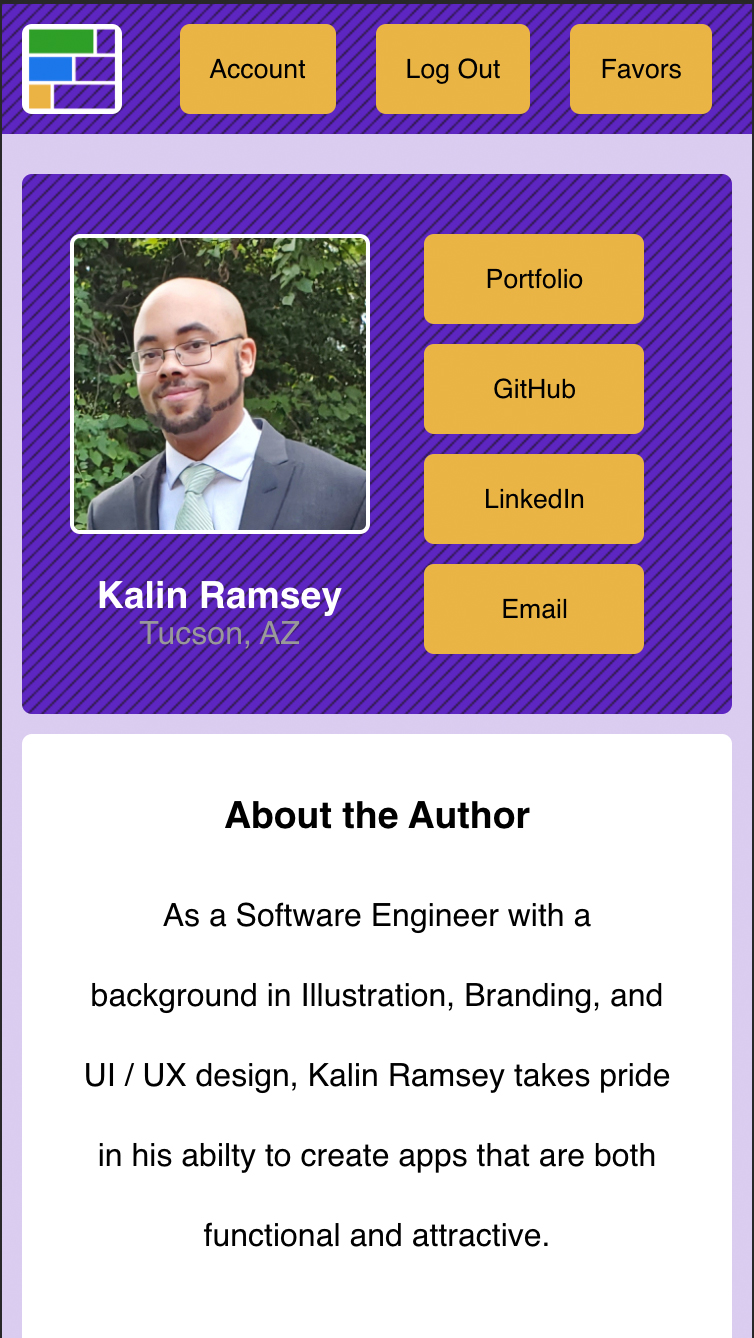 Account
Log Out
Favors
Portfolio
GitHub
LinkedIn
Email
Kalin Ramsey
Tucson, AZ
About the Author
As a Software Engineer with a
background in Illustration, Branding, and
UI / UX design, Kalin Ramsey takes pride
in his abilty to create apps that are both
functional and attractive.